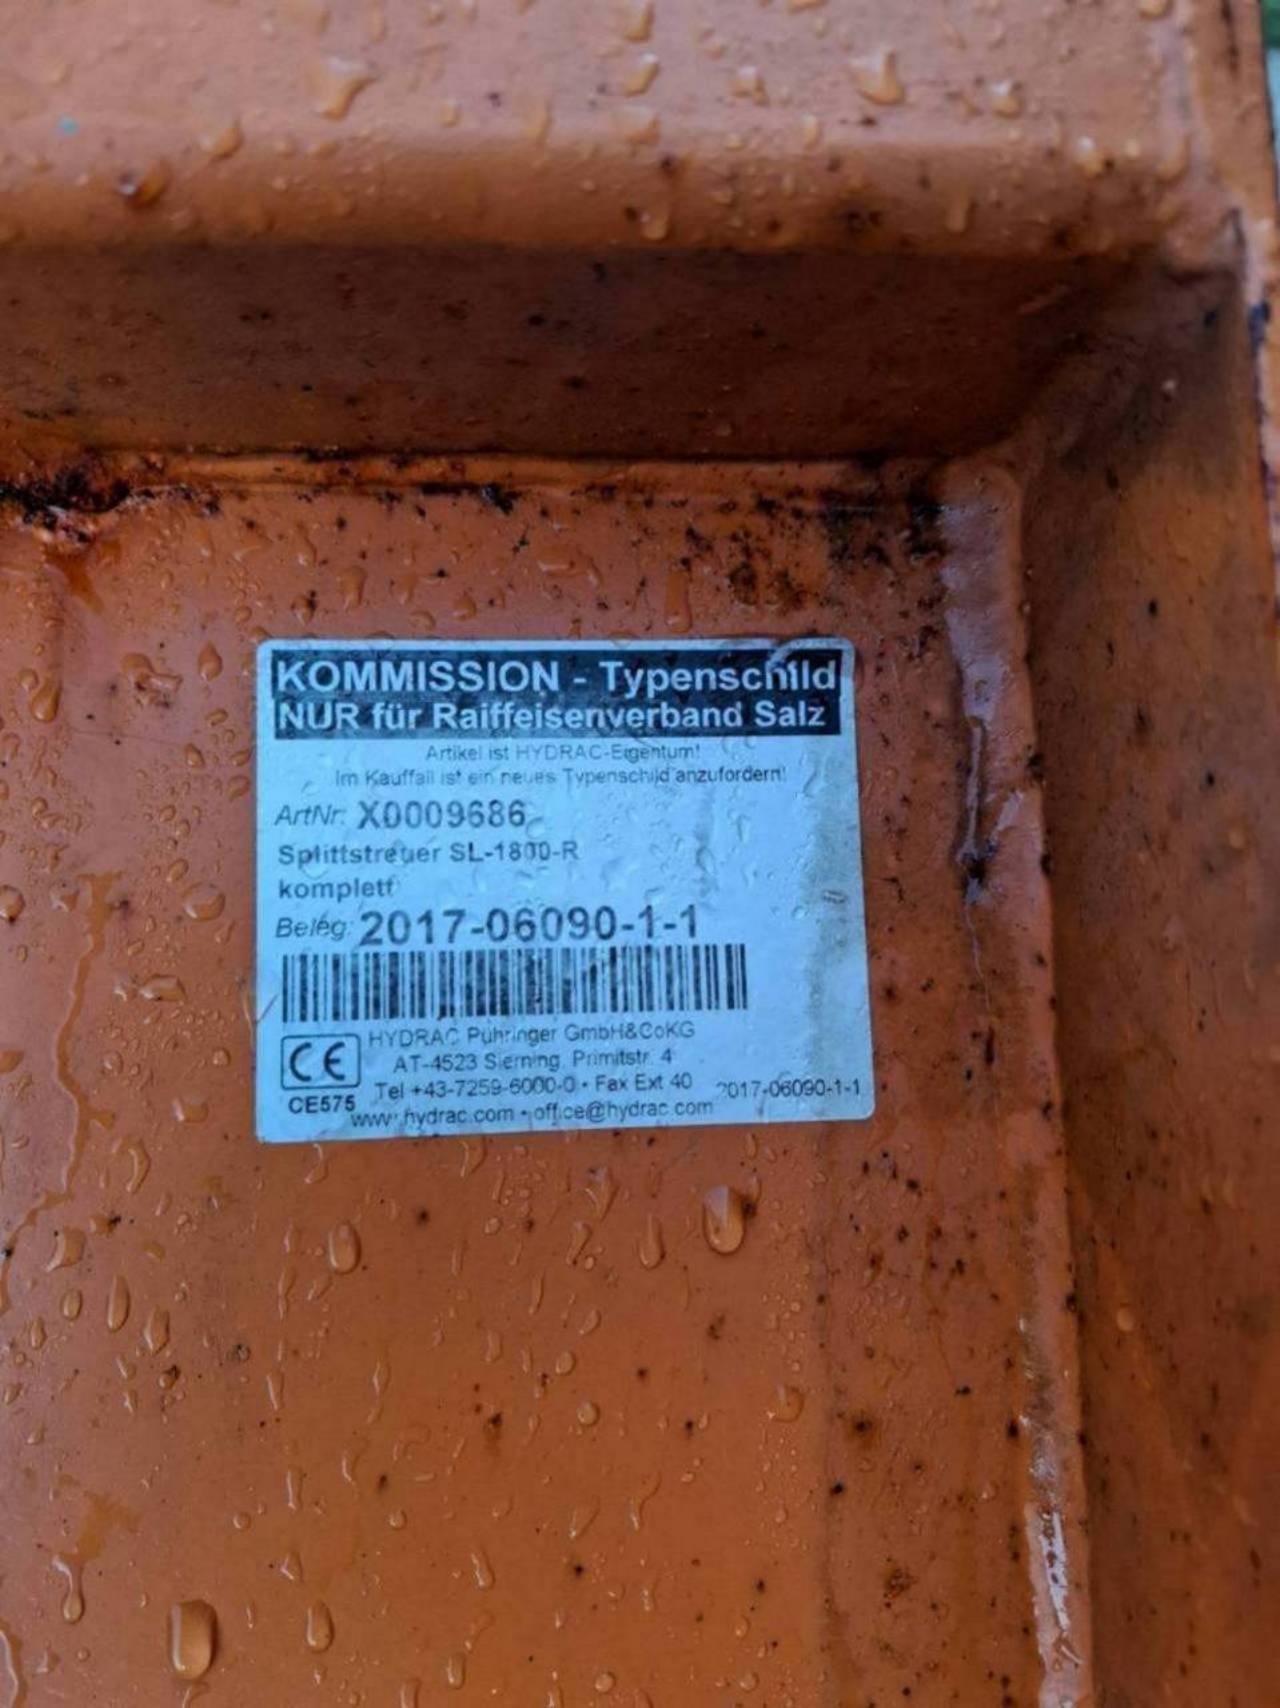 KOMMISSION - Typenschild
NUR für Raiffeisenverband Salz
Artikel ist HYDRAC-Eigentum!
Im Kauffall ist ein neues Typenschild anzufordern!
ArtNr: X0009686
Splittstreuer SL-1800-R
komplett
Beleg: 2017-06090-1-1
HYDRAC Pühringer GmbH&CoKG
AT-4523 Sierning, Primitstr. 4
Tel +43-7259-6000-0 • Fax Ext 40
2017-06090-1-1
CE
CE575
www.hydrac.com • office@hydrac.com